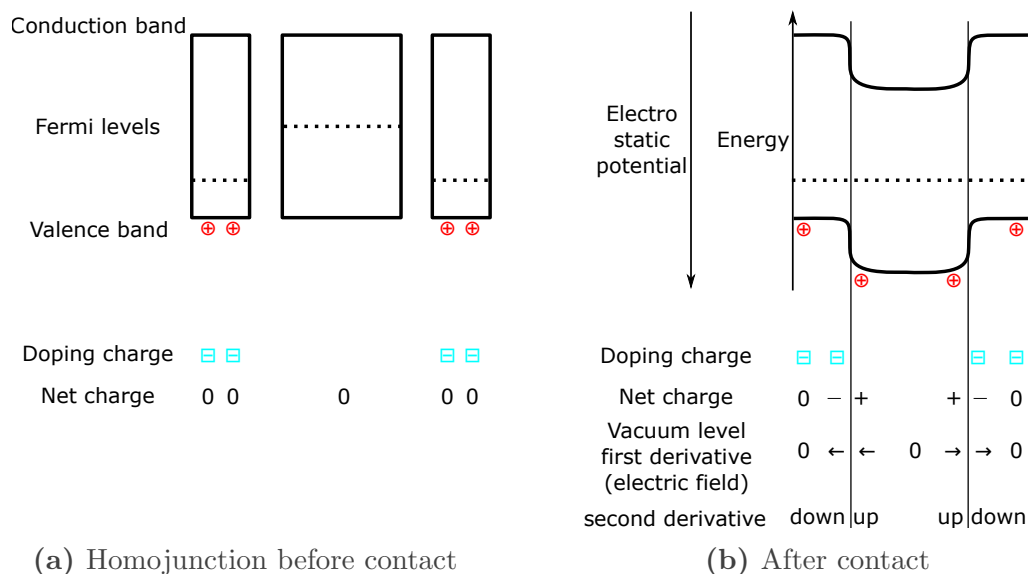 Conduction band
Fermi levels
Valence band
⊕ ⊕ ⊕ ⊕
Doping charge ⊟ ⊟ ⊟ ⊟
Net charge 0 0 0 0 0
(a) Homojunction before contact
Electro
static
potential
Energy
⊕ ⊕
⊕ ⊕
Doping charge ⊟ ⊟ ⊟ ⊟
Net charge 0 − + + − 0
Vacuum level
first derivative 0 ← ← 0 → → 0
(electric field)
second derivative down up up down
(b) After contact